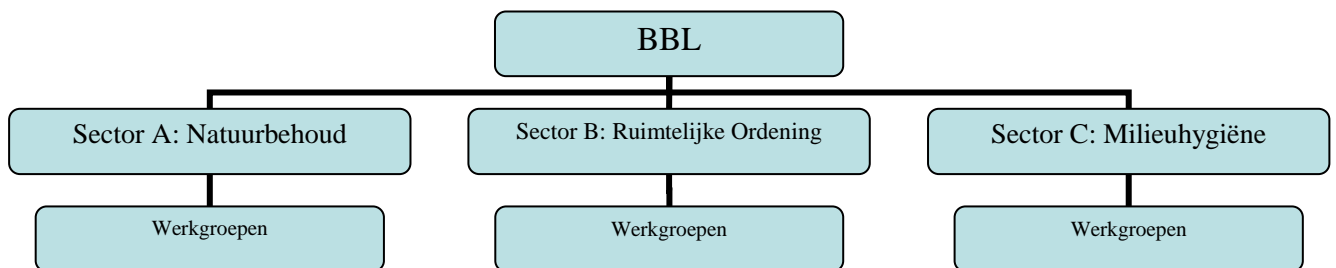 BBL
Sector A: Natuurbehoud
Sector B: Ruimtelijke Ordening
Sector C: Milieuhygiëne
Werkgroepen
Werkgroepen
Werkgroepen